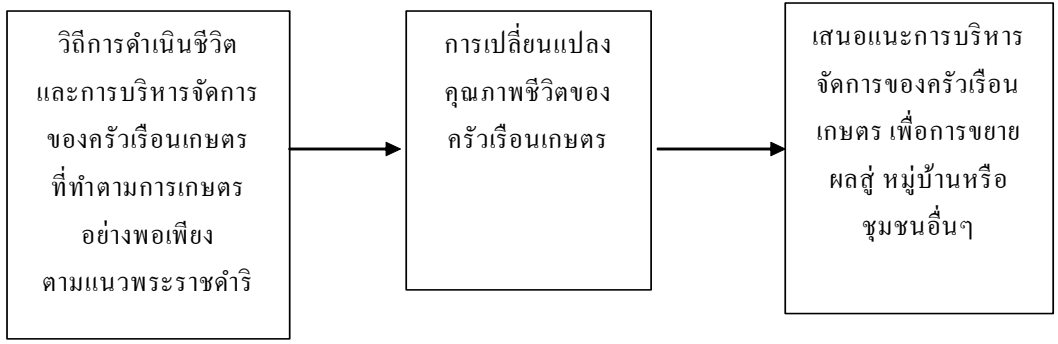 วิถีการดำเนินชีวิต
และการบริหารจัดการ
ของครัวเรือนเกษตร
ที่ทำตามการเกษตร
อย่างพอเพียง
ตามแนวพระราชดำริ
การเปลี่ยนแปลง
คุณภาพชีวิตของ
ครัวเรือนเกษตร
เสนอแนะการบริหาร
จัดการของครัวเรือน
เกษตร เพื่อการขยาย
ผลสู่ หมู่บ้านหรือ
ชุมชนอื่นๆ